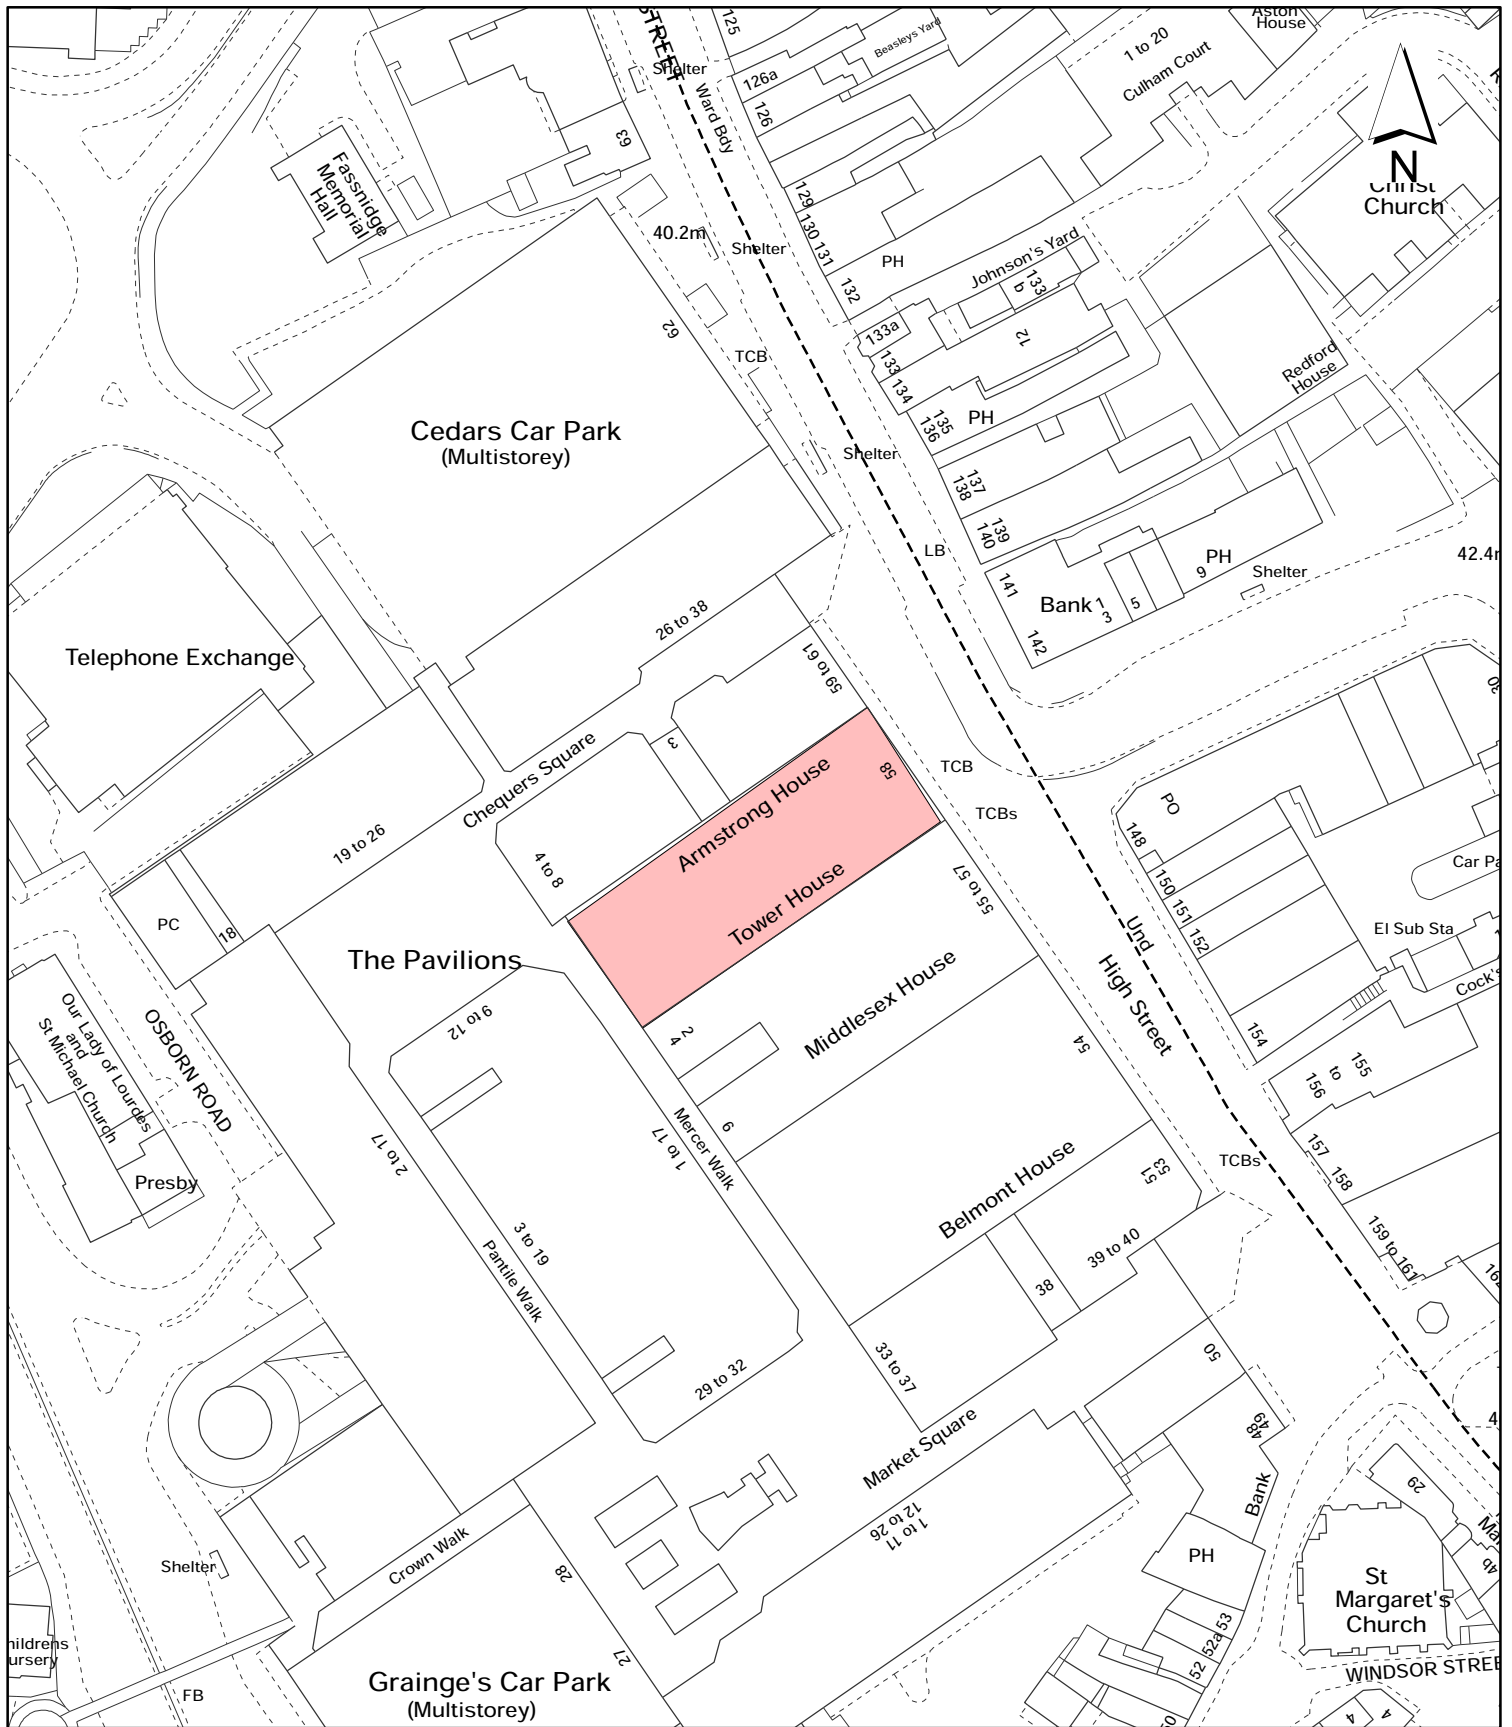 STREET
125
Aston
House
Shelter
126a
Beasleys Yard
1 to 20
Culham Court
Ward Bdy
126
63
Fassnidge
Memorial
Hall
N
Christ
Church
129
130
131
132
40.2m
Shelter
PH
Johnson's Yard
133
b
133a
12
62
TCB
133
134
Redford
House
135
136
PH
Cedars Car Park
(Multistorey)
Shelter
137
138
139
140
LB
42.4
141
142
Bank
1
3
5
9
PH
Shelter
26 to 38
Telephone Exchange
59 to 61
30
3
Chequers Square
58
TCB
TCBs
Armstrong House
PO
148
19 to 26
4 to 8
Tower House
55 to 57
150
151
152
Car Pa
El Sub Sta
PC
18
The Pavilions
Und
High Street
Middlesex House
Cock's
Our Lady of Lourdes
and
St Michael Church
OSBORN ROAD
9 to 12
2
4
54
154
155
to
156
Presby
2 to 17
1 to 17
Mercer Walk
6
157
158
TCBs
Belmont House
53
51
3 to 19
Pantile Walk
39 to 40
38
159 to 161
162
33 to 37
29 to 32
50
49
48
Market Square
12 to 26
1 to 11
Bank
29
Crown Walk
Shelter
28
PH
St
Margaret's
Church
4b
53
52a
52
27
hildrens
ursery
Grainge's Car Park
(Multistorey)
FB
WINDSOR STREE
50
4